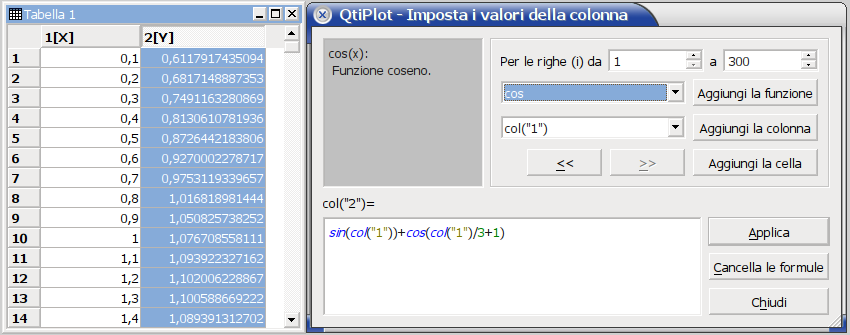 Tabella 1
1[X] 2[Y]
1 0,1 0,6117917435094
2 0,2 0,6817148887353
3 0,3 0,7491163280869
4 0,4 0,8130610781936
5 0,5 0,8726442183806
6 0,6 0,9270002278717
7 0,7 0,9753119339657
8 0,8 1,016818981444
9 0,9 1,050825738252
10 1 1,076708558111
11 1,1 1,093922327162
12 1,2 1,102006228867
13 1,3 1,100588669222
14 1,4 1,089391312702
QtiPlot - Imposta i valori della colonna
cos(x):
Funzione coseno.
Per le righe (i) da 1 a 300
cos Aggiungi la funzione
col("1") Aggiungi la colonna
<< >> Aggiungi la cella
col("2")=
sin(col("1"))+cos(col("1")/3+1)
Applica
Cancella le formule
Chiudi